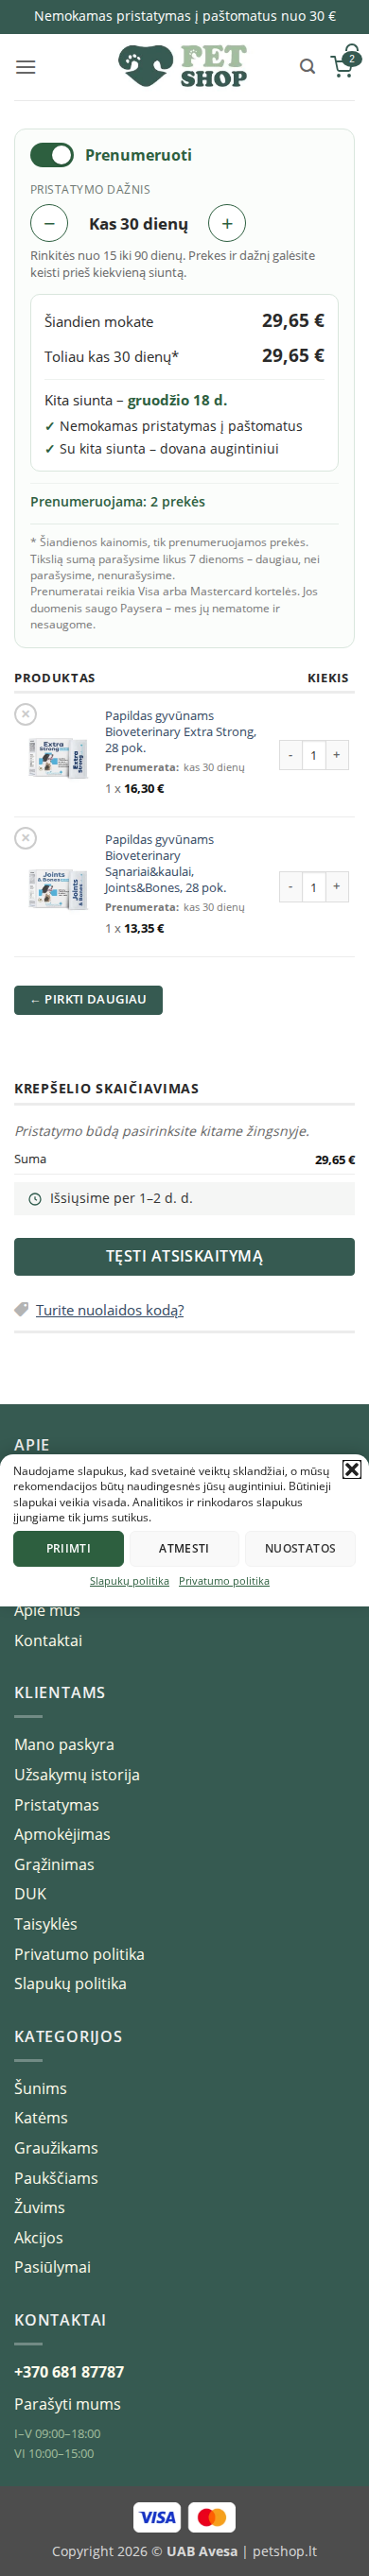 Nemokamas pristatymas į paštomatus nuo 30 €
PET
SHOP
2
Prenumeruoti
PRISTATYMO DAŽNIS
− Kas 30 dienų +
Rinkitės nuo 15 iki 90 dienų. Prekes ir dažnį galėsite
keisti prieš kiekvieną siuntą.
Šiandien mokate 29,65 €
Toliau kas 30 dienų* 29,65 €
Kita siunta – gruodžio 18 d.
✓ Nemokamas pristatymas į paštomatus
✓ Su kita siunta – dovana augintiniui
Prenumeruojama: 2 prekės
* Šiandienos kainomis, tik prenumeruojamos prekės.
Tikslią sumą parašysime likus 7 dienoms – daugiau, nei
parašysime, nenurašysime.
Prenumeratai reikia Visa arba Mastercard kortelės. Jos
duomenis saugo Paysera – mes jų nematome ir
nesaugome.
PRODUKTAS KIEKIS
×
Papildas gyvūnams
Bioveterinary Extra Strong,
28 pok.
Prenumerata: kas 30 dienų
1 x 16,30 €
- 1 +
Extra
Strong
Extra
Strong
×
Papildas gyvūnams
Bioveterinary
Sąnariai&kaulai,
Joints&Bones, 28 pok.
Prenumerata: kas 30 dienų
1 x 13,35 €
- 1 +
Joints
& Bones
Joints
& Bones
← PIRKTI DAUGIAU
KREPŠELIO SKAIČIAVIMAS
Pristatymo būdą pasirinksite kitame žingsnyje.
Suma 29,65 €
Išsiųsime per 1–2 d. d.
TĘSTI ATSISKAITYMĄ
Turite nuolaidos kodą?
APIE
Naudojame slapukus, kad svetainė veiktų sklandžiai, o mūsų
rekomendacijos būtų naudingesnės jūsų augintiniui. Būtinieji
slapukai veikia visada. Analitikos ir rinkodaros slapukus
įjungiame tik jums sutikus.
PRIIMTI ATMESTI NUOSTATOS
Slapukų politika Privatumo politika
Apie mus
Kontaktai
KLIENTAMS
Mano paskyra
Užsakymų istorija
Pristatymas
Apmokėjimas
Grąžinimas
DUK
Taisyklės
Privatumo politika
Slapukų politika
KATEGORIJOS
Šunims
Katėms
Graužikams
Paukščiams
Žuvims
Akcijos
Pasiūlymai
KONTAKTAI
+370 681 87787
Parašyti mums
I–V 09:00–18:00
VI 10:00–15:00
VISA mastercard
Copyright 2026 © UAB Avesa | petshop.lt